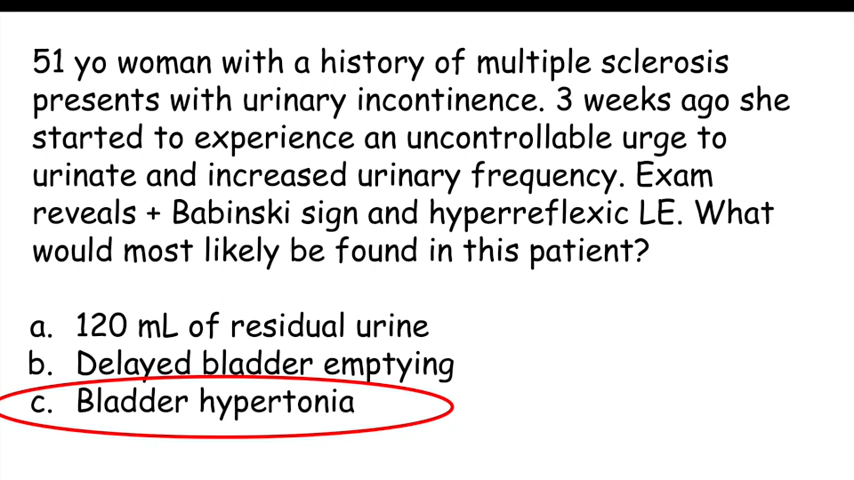 51 yo woman with a history of multiple sclerosis
presents with urinary incontinence. 3 weeks ago she
started to experience an uncontrollable urge to
urinate and increased urinary frequency. Exam
reveals + Babinski sign and hyperreflexic LE. What
would most likely be found in this patient?
a. 120 mL of residual urine
b. Delayed bladder emptying
c. Bladder hypertonia